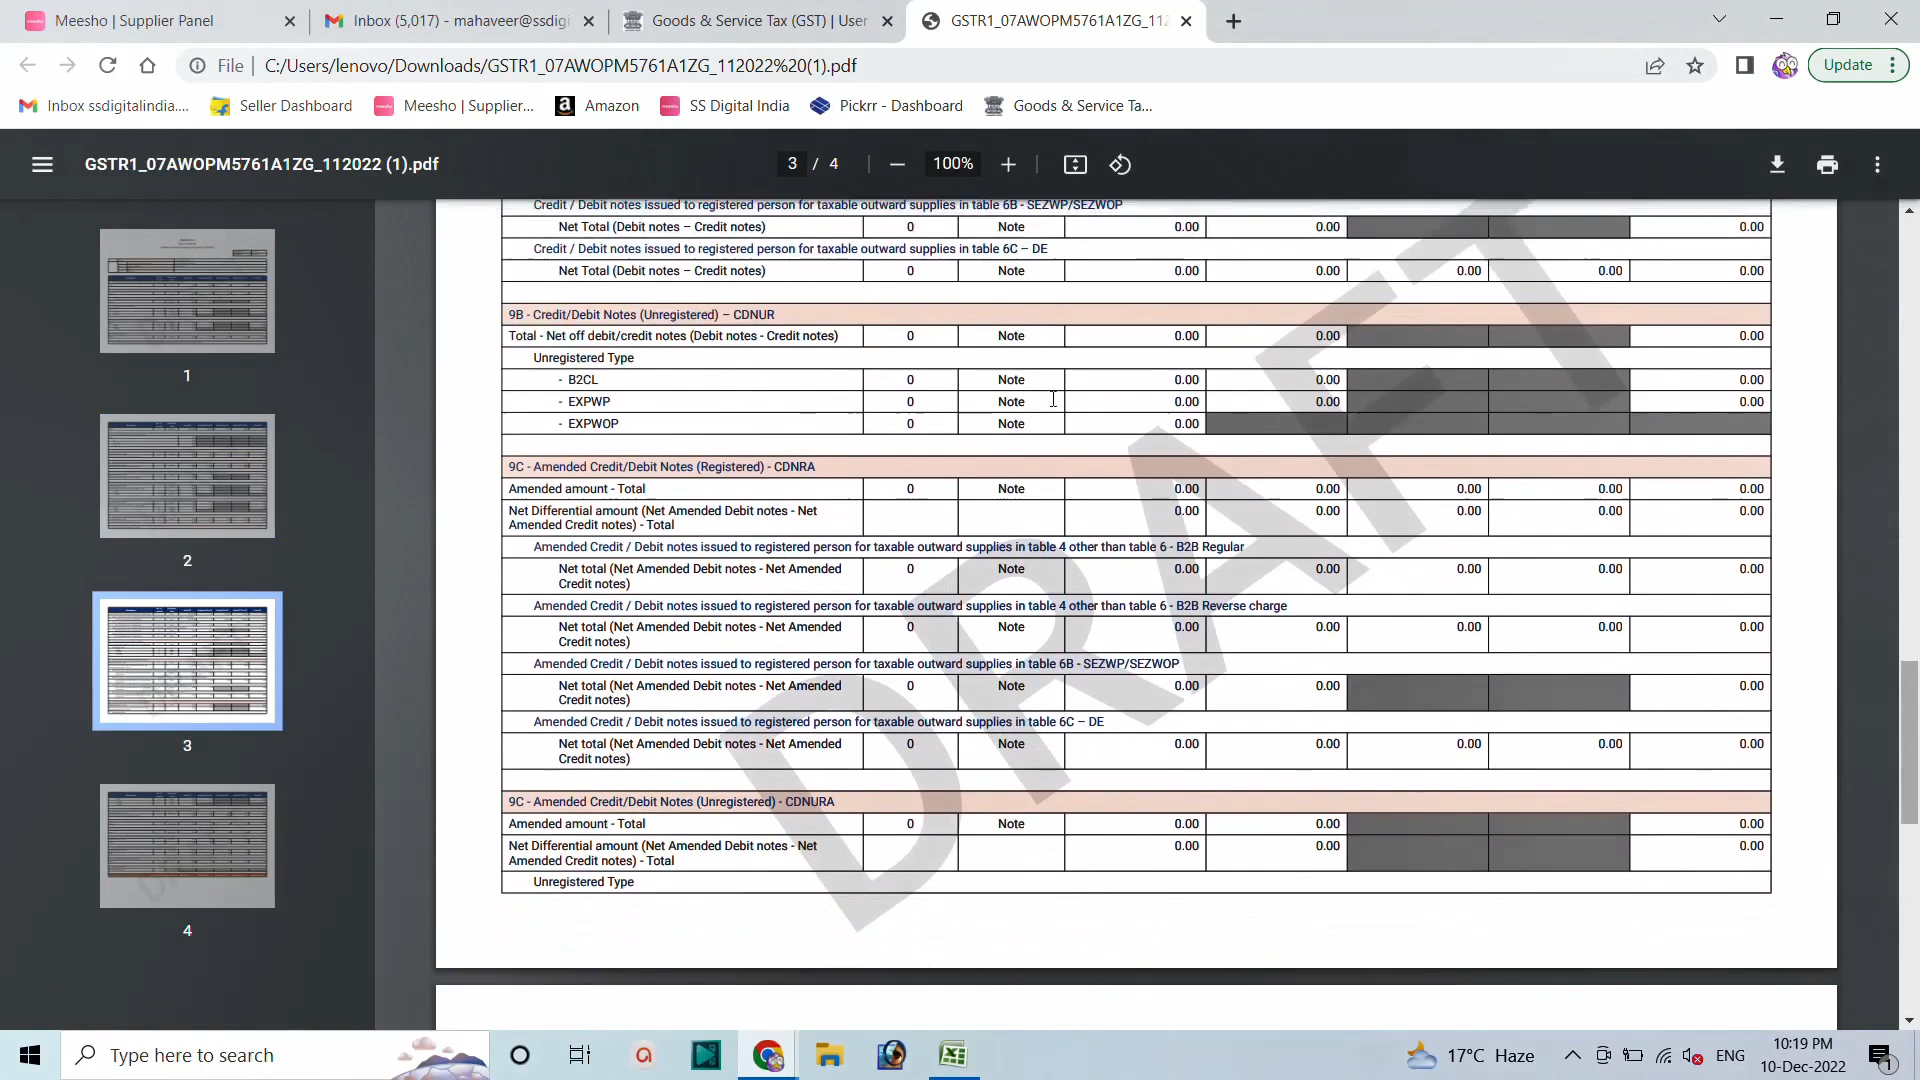 Meesho | Supplier Panel
Inbox (5,017) - mahaveer@ssdigi
Goods & Service Tax (GST) | User
GSTR1_07AWOPM5761A1ZG_112
File | C:/Users/lenovo/Downloads/GSTR1_07AWOPM5761A1ZG_112022%20(1).pdf
Update
Inbox ssdigitalindia....
Seller Dashboard
Meesho | Supplier...
Amazon
SS Digital India
Pickrr - Dashboard
Goods & Service Ta...
GSTR1_07AWOPM5761A1ZG_112022 (1).pdf
3 / 4
100%
Credit / Debit notes issued to registered person for taxable outward supplies in table 6B - SEZWP/SEZWOP
Net Total (Debit notes – Credit notes) 0 Note 0.00 0.00 0.00
Credit / Debit notes issued to registered person for taxable outward supplies in table 6C – DE
Net Total (Debit notes – Credit notes) 0 Note 0.00 0.00 0.00 0.00 0.00
9B - Credit/Debit Notes (Unregistered) – CDNUR
Total - Net off debit/credit notes (Debit notes - Credit notes) 0 Note 0.00 0.00 0.00
Unregistered Type
- B2CL 0 Note 0.00 0.00 0.00
- EXPWP 0 Note 0.00 0.00 0.00
- EXPWOP 0 Note 0.00
9C - Amended Credit/Debit Notes (Registered) - CDNRA
Amended amount - Total 0 Note 0.00 0.00 0.00 0.00 0.00
Net Differential amount (Net Amended Debit notes - Net 0.00 0.00 0.00 0.00 0.00
Amended Credit notes) - Total
Amended Credit / Debit notes issued to registered person for taxable outward supplies in table 4 other than table 6 - B2B Regular
Net total (Net Amended Debit notes - Net Amended 0 Note 0.00 0.00 0.00 0.00 0.00
Credit notes)
Amended Credit / Debit notes issued to registered person for taxable outward supplies in table 4 other than table 6 - B2B Reverse charge
Net total (Net Amended Debit notes - Net Amended 0 Note 0.00 0.00 0.00 0.00 0.00
Credit notes)
Amended Credit / Debit notes issued to registered person for taxable outward supplies in table 6B - SEZWP/SEZWOP
Net total (Net Amended Debit notes - Net Amended 0 Note 0.00 0.00 0.00
Credit notes)
Amended Credit / Debit notes issued to registered person for taxable outward supplies in table 6C – DE
Net total (Net Amended Debit notes - Net Amended 0 Note 0.00 0.00 0.00 0.00 0.00
Credit notes)
9C - Amended Credit/Debit Notes (Unregistered) - CDNURA
Amended amount - Total 0 Note 0.00 0.00 0.00
Net Differential amount (Net Amended Debit notes - Net 0.00 0.00 0.00
Amended Credit notes) - Total
Unregistered Type
DRAFT
1
2
3
4
Type here to search
17°C Haze
ENG
10:19 PM
10-Dec-2022
1